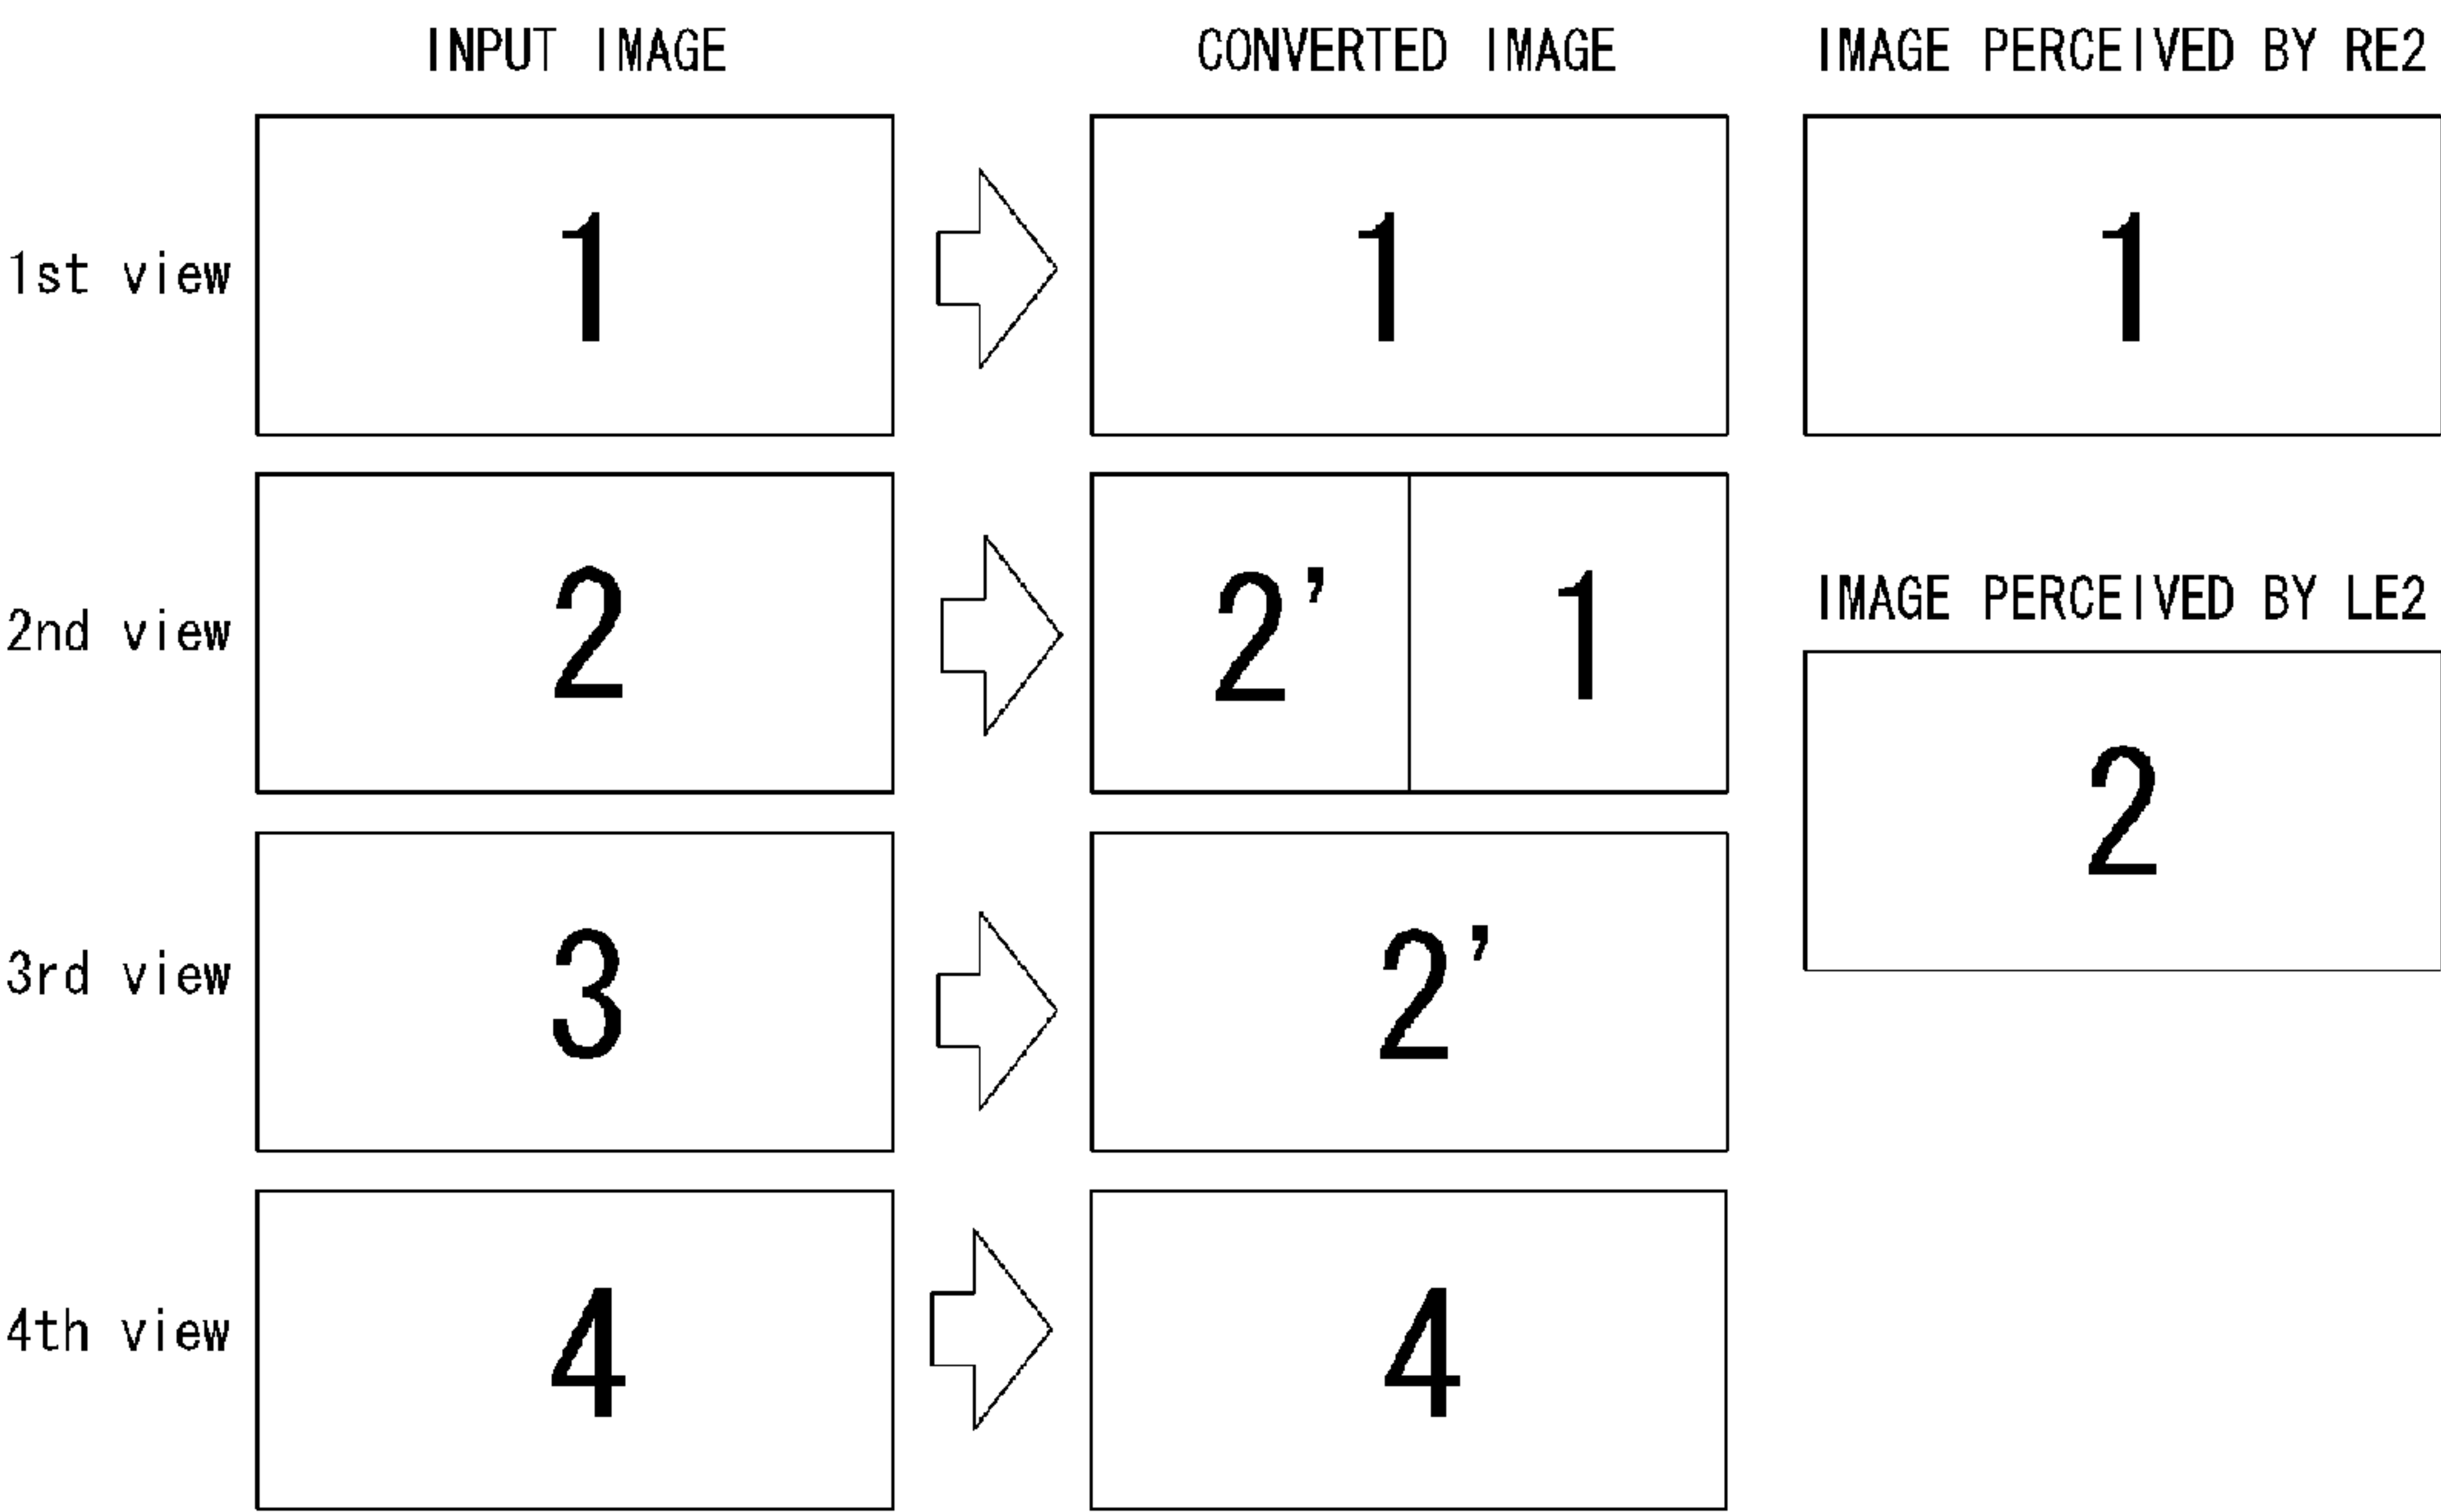 INPUT IMAGE
CONVERTED IMAGE
IMAGE PERCEIVED BY RE2
1st view
1
1
1
2nd view
2
2'
1
IMAGE PERCEIVED BY LE2
2
3rd view
3
2'
4th view
4
4